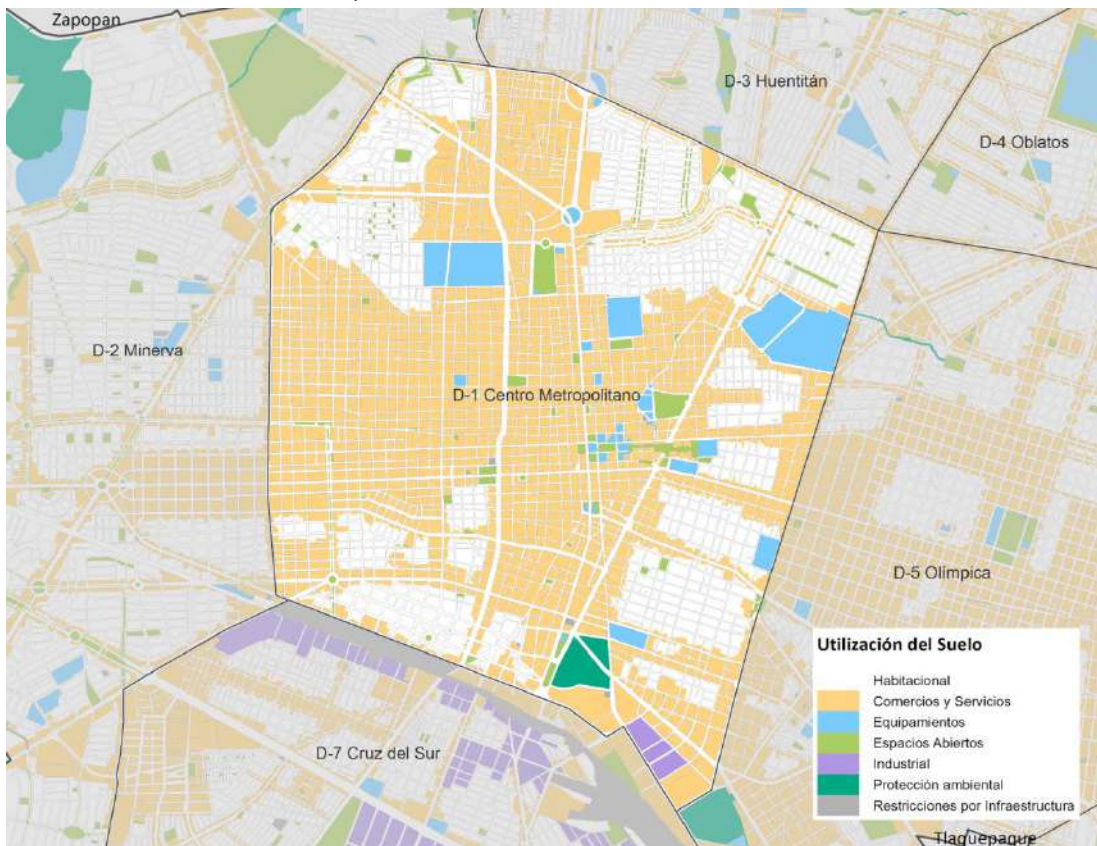 Zapopan
D-3 Huentitán
D-4 Oblatos
D-2 Minerva
D-1 Centro Metropolitano
D-5 Olímpica
D-7 Cruz del Sur
Utilización del Suelo
Habitacional
Comercios y Servicios
Equipamientos
Espacios Abiertos
Industrial
Protección ambiental
Restricciones por Infraestructura
Tlaquepaque